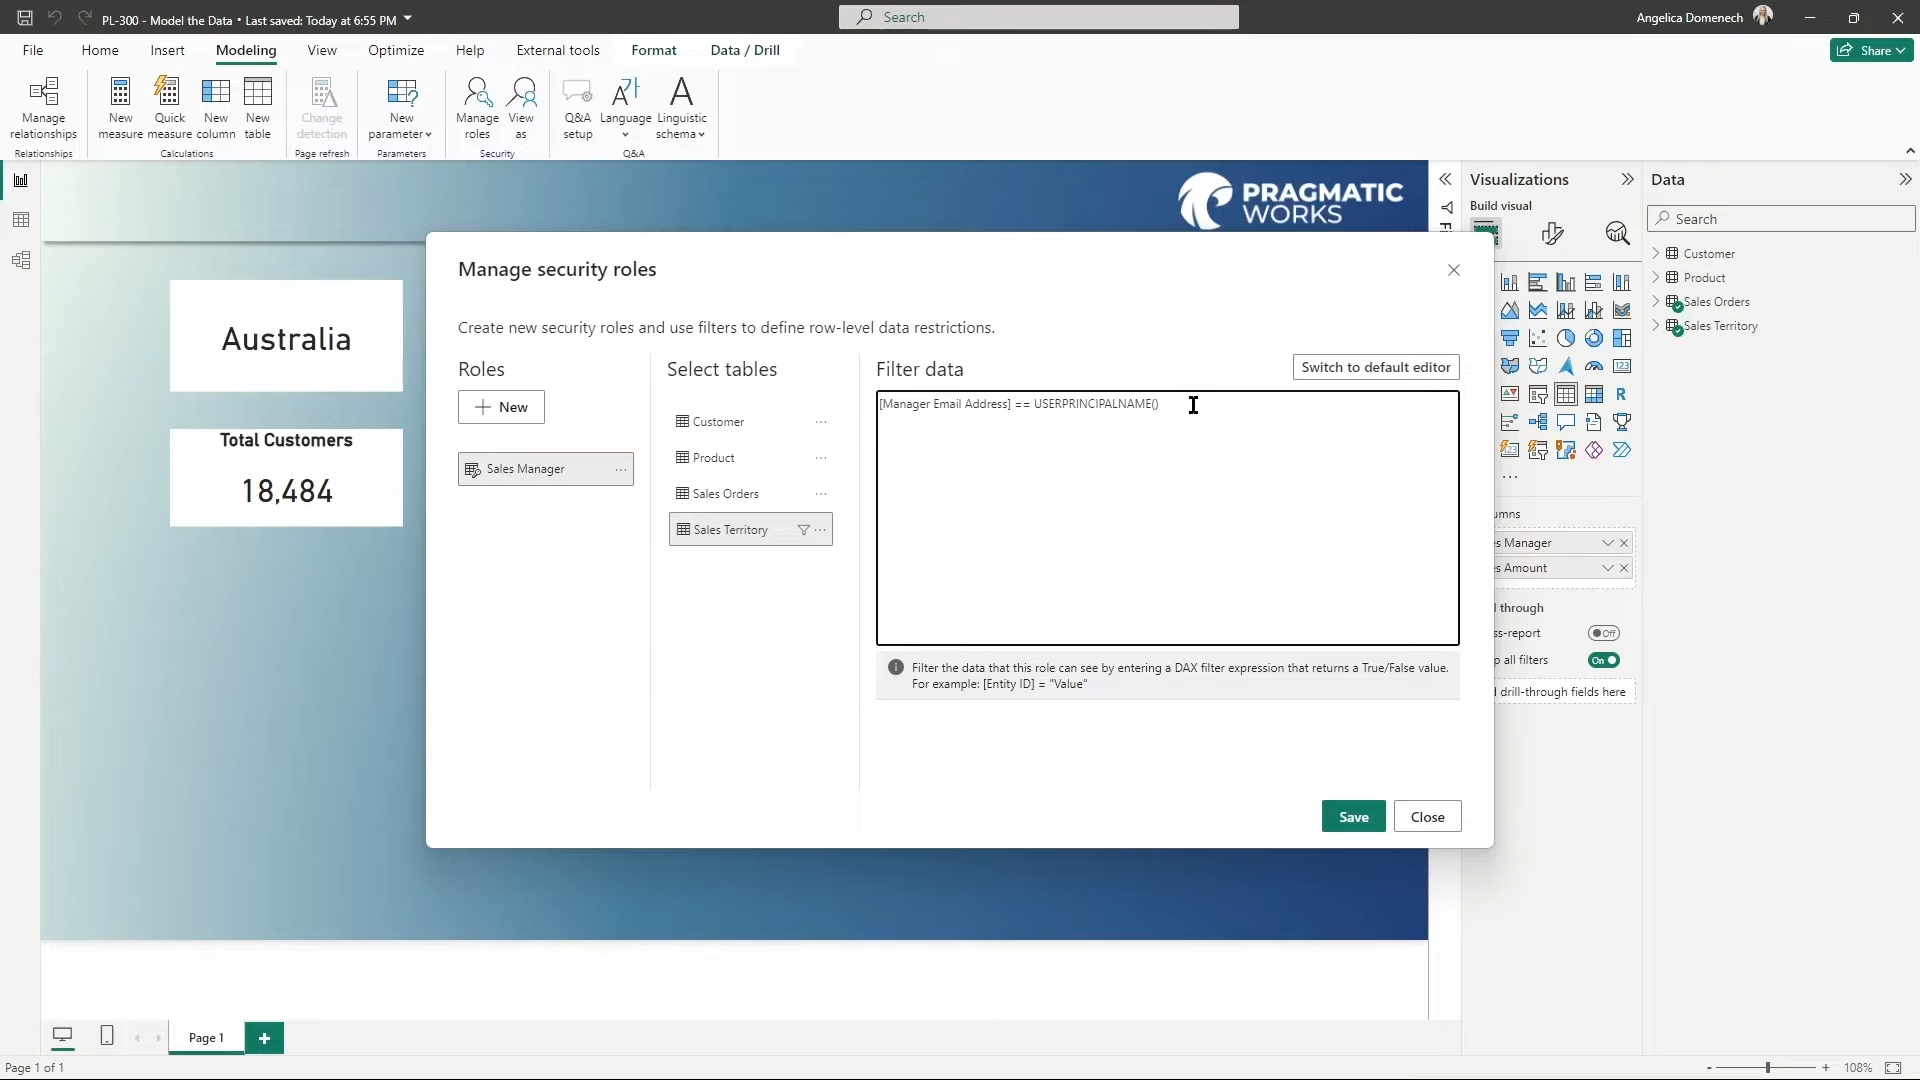 PL-300 - Model the Data • Last saved: Today at 6:55 PM
Search
Angelica Domenech
File Home Insert Modeling View Optimize Help External tools Format Data / Drill
Share
Manage relationships
New measure
Quick measure
New column
New table
Change detection
New parameter
Manage roles
View as
Q&A setup
Language
Linguistic schema
Relationships
Calculations
Page refresh
Parameters
Security
Q&A
PRAGMATIC
WORKS
Australia
Total Customers
18,484
Manage security roles
Create new security roles and use filters to define row-level data restrictions.
Roles
New
Sales Manager
Select tables
Customer
Product
Sales Orders
Sales Territory
Filter data
Switch to default editor
[Manager Email Address] == USERPRINCIPALNAME()
Filter the data that this role can see by entering a DAX filter expression that returns a True/False value.
For example: [Entity ID] = "Value"
Save
Close
Visualizations
Build visual
umns
s Manager
s Amount
l through
ss-report
Off
p all filters
On
d drill-through fields here
Data
Search
Customer
Product
Sales Orders
Sales Territory
Page 1
Page 1 of 1
108%